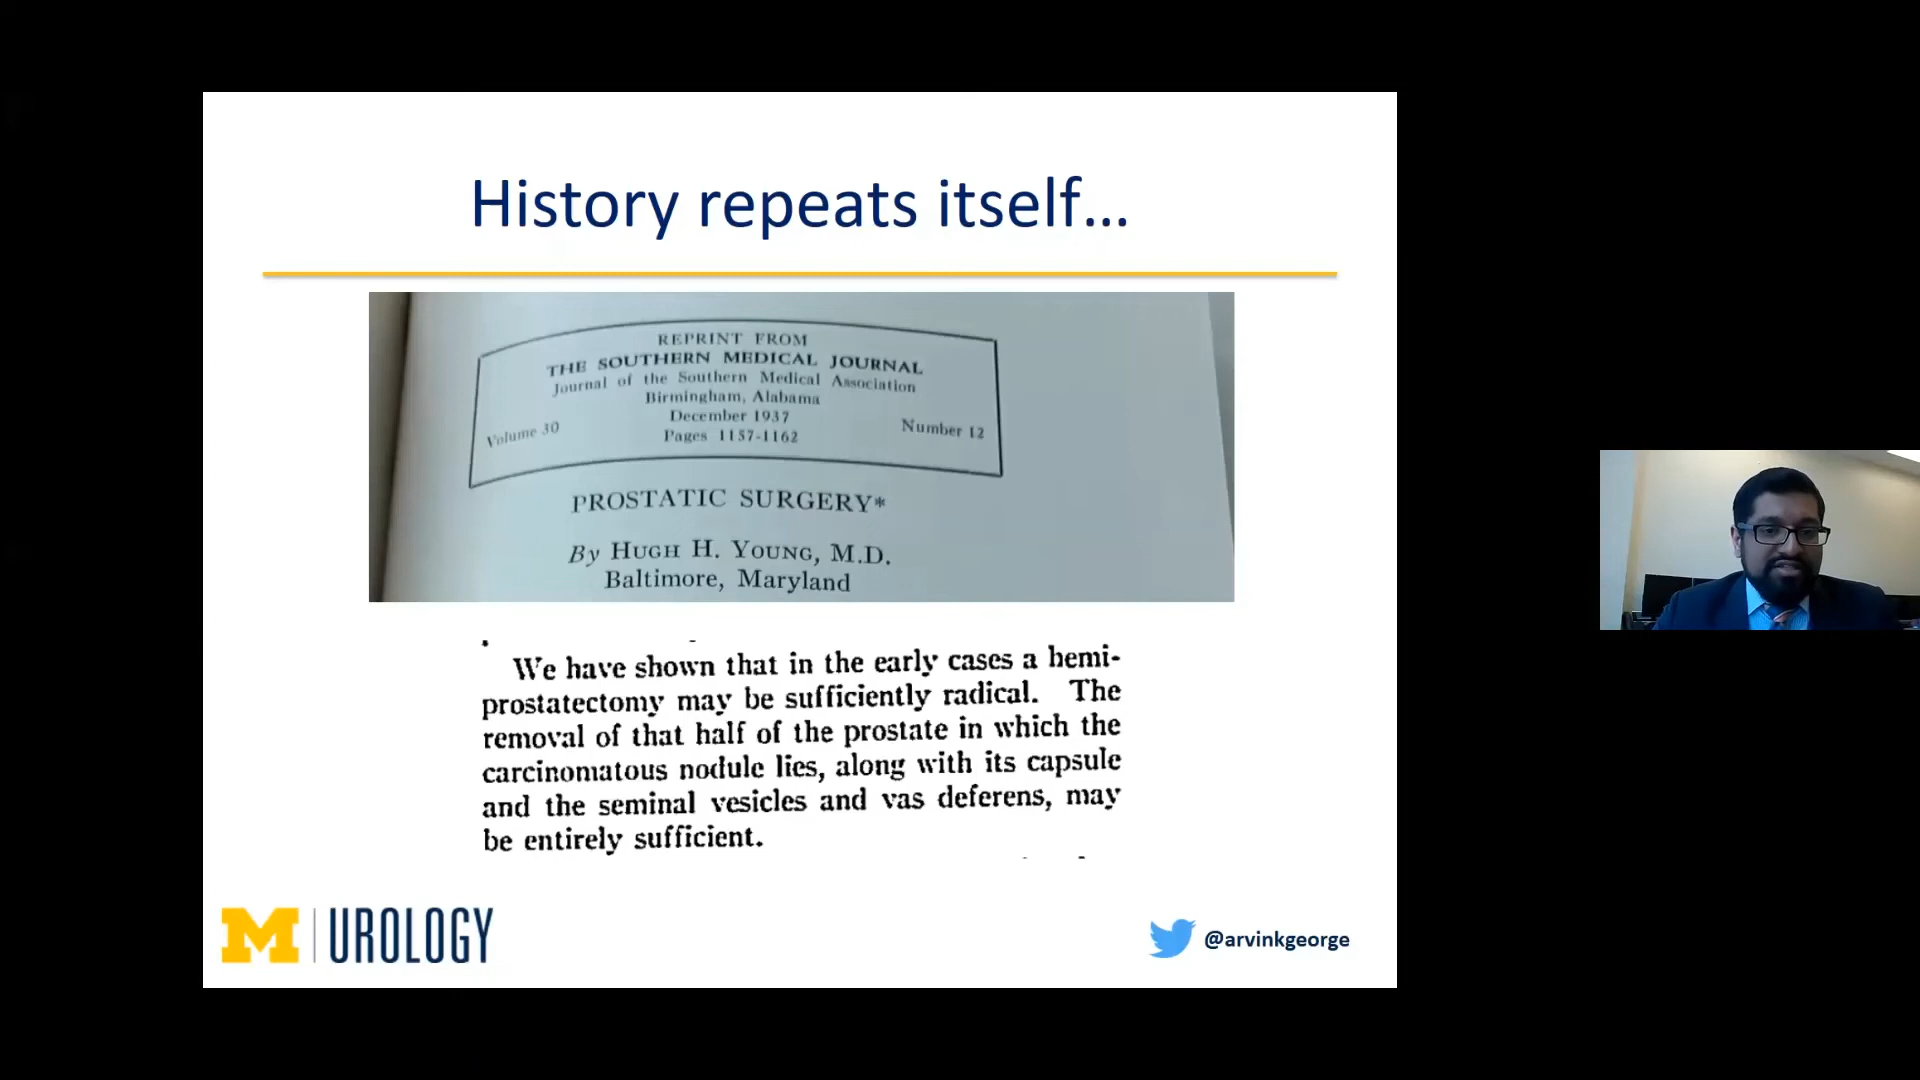 History repeats itself...
REPRINT FROM
THE SOUTHERN MEDICAL JOURNAL
Journal of the Southern Medical Association
Birmingham, Alabama
December 1937
Volume 30
Pages 1157-1162
Number 12
PROSTATIC SURGERY*
By HUGH H. YOUNG, M.D.
Baltimore, Maryland
We have shown that in the early cases a hemi-
prostatectomy may be sufficiently radical. The
removal of that half of the prostate in which the
carcinomatous nodule lies, along with its capsule
and the seminal vesicles and vas deferens, may
be entirely sufficient.
M | UROLOGY
@arvinkgeorge